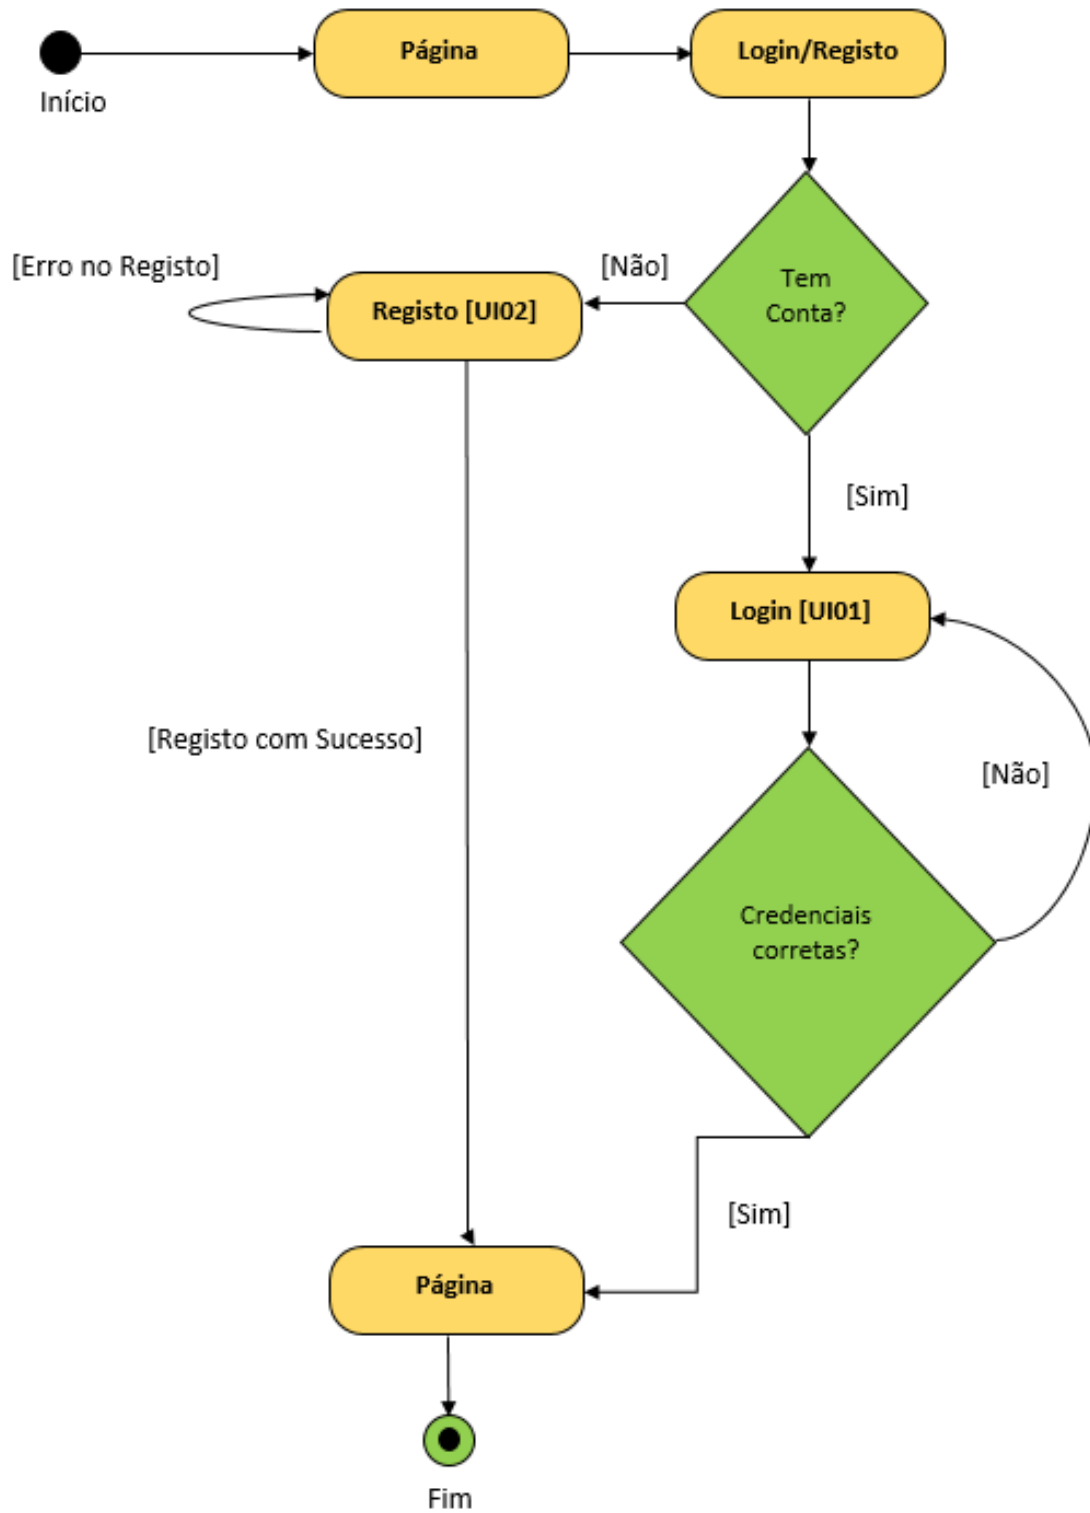 Página
Login/Registo
Início
[Erro no Registo]
[Não]
Tem
Conta?
Registo [UI02]
[Sim]
Login [UI01]
[Registo com Sucesso]
[Não]
Credenciais
corretas?
[Sim]
Página
Fim